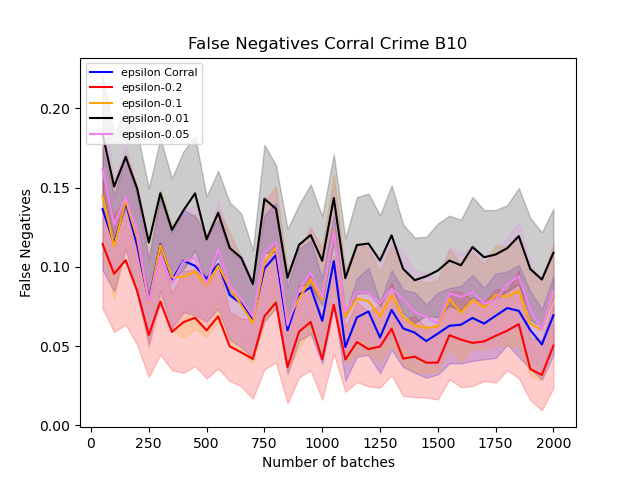 False Negatives Corral Crime B10
epsilon Corral
epsilon-0.2
epsilon-0.1
epsilon-0.01
epsilon-0.05
False Negatives
0.20
0.15
0.10
0.05
0.00
0 250 500 750 1000 1250 1500 1750 2000
Number of batches